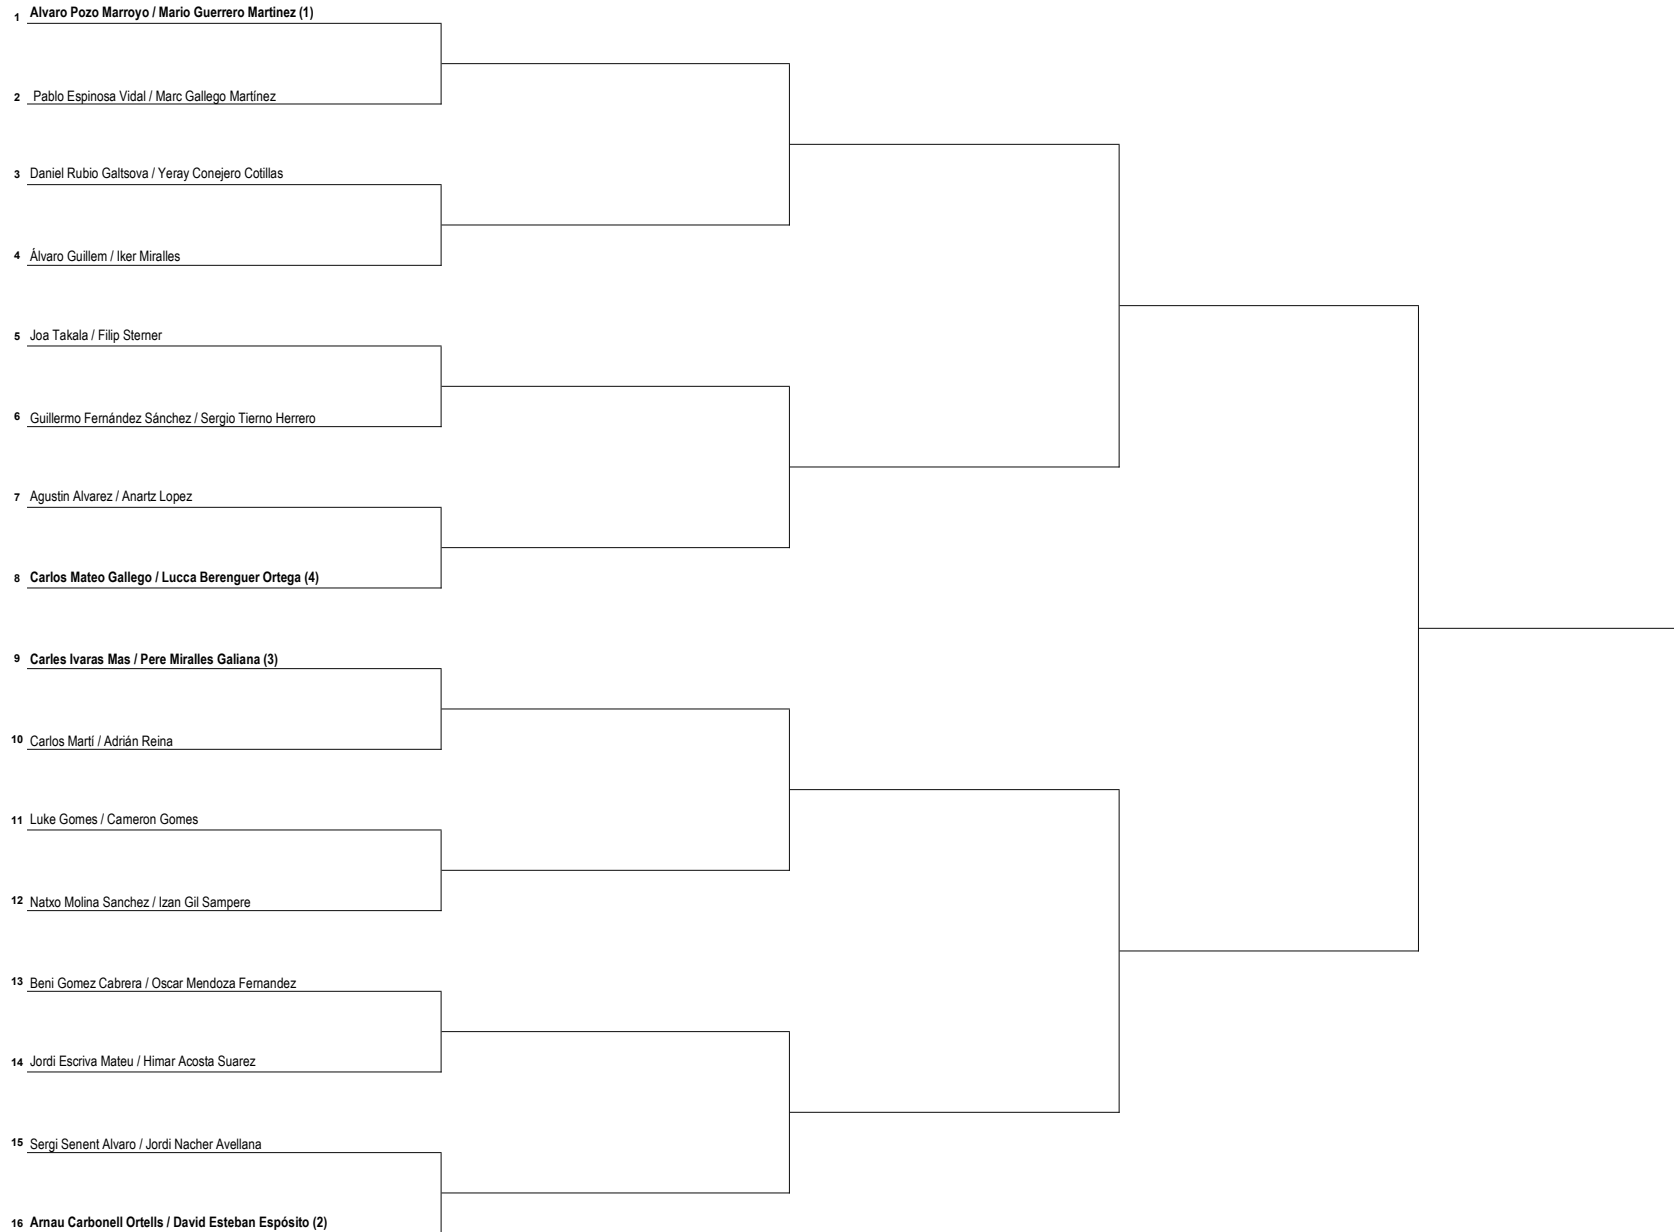 1 Alvaro Pozo Marroyo / Mario Guerrero Martinez (1)
2 Pablo Espinosa Vidal / Marc Gallego Martínez
3 Daniel Rubio Galtsova / Yeray Conejero Cotillas
4 Álvaro Guillem / Iker Miralles
5 Joa Takala / Filip Sterner
6 Guillermo Fernández Sánchez / Sergio Tierno Herrero
7 Agustin Alvarez / Anartz Lopez
8 Carlos Mateo Gallego / Lucca Berenguer Ortega (4)
9 Carles Ivaras Mas / Pere Miralles Galiana (3)
10 Carlos Martí / Adrián Reina
11 Luke Gomes / Cameron Gomes
12 Natxo Molina Sanchez / Izan Gil Sampere
13 Beni Gomez Cabrera / Oscar Mendoza Fernandez
14 Jordi Escriva Mateu / Himar Acosta Suarez
15 Sergi Senent Alvaro / Jordi Nacher Avellana
16 Arnau Carbonell Ortells / David Esteban Espósito (2)